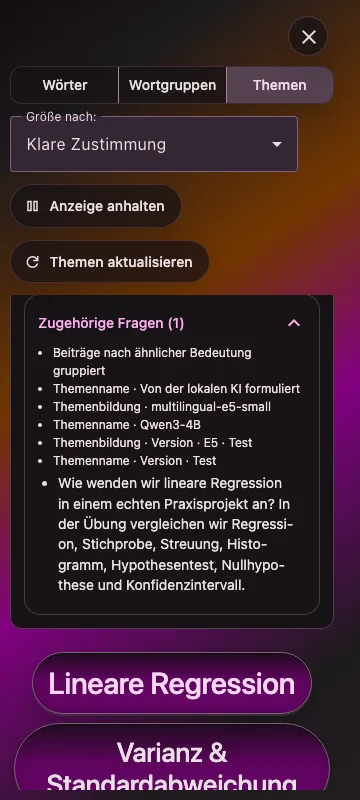 Wörter
Wortgruppen
Themen
Größe nach:
Klare Zustimmung
Anzeige anhalten
Themen aktualisieren
Zugehörige Fragen (1)
• Beiträge nach ähnlicher Bedeutung
gruppiert
• Themenname · Von der lokalen KI formuliert
• Themenbildung · multilingual-e5-small
• Themenname · Qwen3-4B
• Themenbildung · Version · E5 · Test
• Themenname · Version · Test
• Wie wenden wir lineare Regression
in einem echten Praxisprojekt an? In
der Übung vergleichen wir Regressi-
on, Stichprobe, Streuung, Histo-
gramm, Hypothesentest, Nullhypo-
these und Konfidenzintervall.
Lineare Regression
Varianz &
Standardabweichung